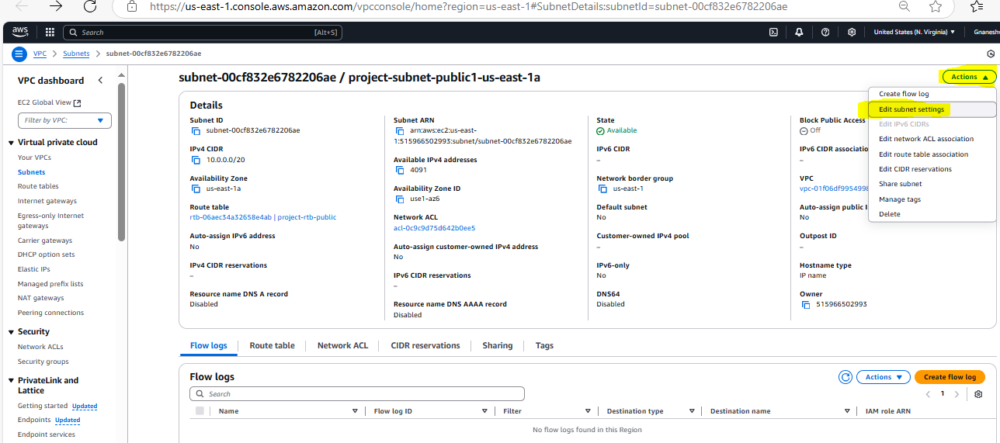 https://us-east-1.console.aws.amazon.com/vpcconsole/home?region=us-east-1#SubnetDetails:subnetId=subnet-00cf832e6782206ae
aws
Search [Alt+S]
United States (N. Virginia)
Gnanesh
VPC > Subnets > subnet-00cf832e6782206ae
VPC dashboard
EC2 Global View
Filter by VPC:
Virtual private cloud
Your VPCs
Subnets
Route tables
Internet gateways
Egress-only Internet
gateways
Carrier gateways
DHCP option sets
Elastic IPs
Managed prefix lists
NAT gateways
Peering connections
Security
Network ACLs
Security groups
PrivateLink and
Lattice
Getting started Updated
Endpoints Updated
Endpoint services
subnet-00cf832e6782206ae / project-subnet-public1-us-east-1a
Actions
Create flow log
Edit subnet settings
Edit IPv6 CIDRs
Edit network ACL association
Edit route table association
Edit CIDR reservations
Share subnet
Manage tags
Delete
Details
Subnet ID
subnet-00cf832e6782206ae
IPv4 CIDR
10.0.0.0/20
Availability Zone
us-east-1a
Route table
rtb-06aec34a32658e4ab | project-rtb-public
Auto-assign IPv6 address
No
IPv4 CIDR reservations
–
Resource name DNS A record
Disabled
Subnet ARN
arn:aws:ec2:us-east-
1:515966502993:subnet/subnet-00cf832e6782206ae
Available IPv4 addresses
4091
Availability Zone ID
use1-az6
Network ACL
acl-0c9c9d75d642b0ee5
Auto-assign customer-owned IPv4 address
No
IPv6 CIDR reservations
–
Resource name DNS AAAA record
Disabled
State
Available
IPv6 CIDR
–
Network border group
us-east-1
Default subnet
No
Customer-owned IPv4 pool
–
IPv6-only
No
DNS64
Disabled
Block Public Access
Off
IPv6 CIDR associatio
–
VPC
vpc-01f06df9954998
Auto-assign public I
No
Outpost ID
–
Hostname type
IP name
Owner
515966502993
Flow logs
Route table
Network ACL
CIDR reservations
Sharing
Tags
Flow logs
Actions
Create flow log
Search
1
Name
Flow log ID
Filter
Destination type
Destination name
IAM role ARN
No flow logs found in this Region